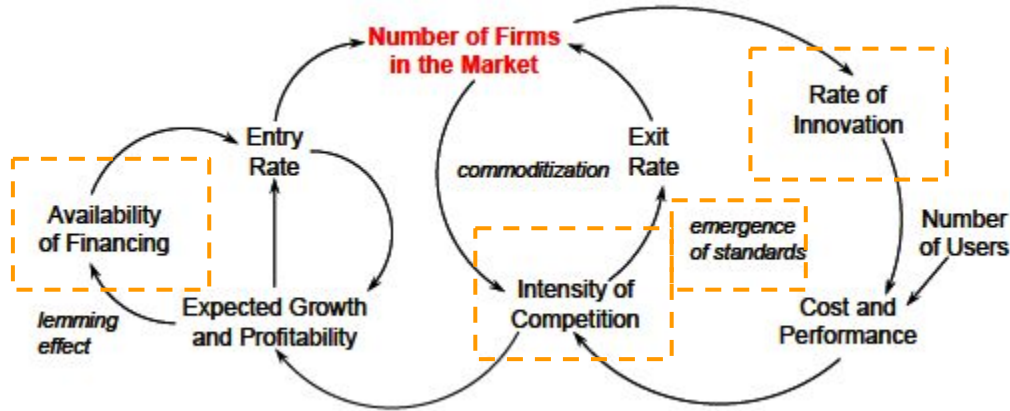 Number of Firms
in the Market
Rate of
Innovation
Entry
Rate
Exit
Rate
commoditization
Availability
of Financing
emergence
of standards
Number
of Users
Intensity of
Competition
Expected Growth
and Profitability
Cost and
Performance
lemming
effect